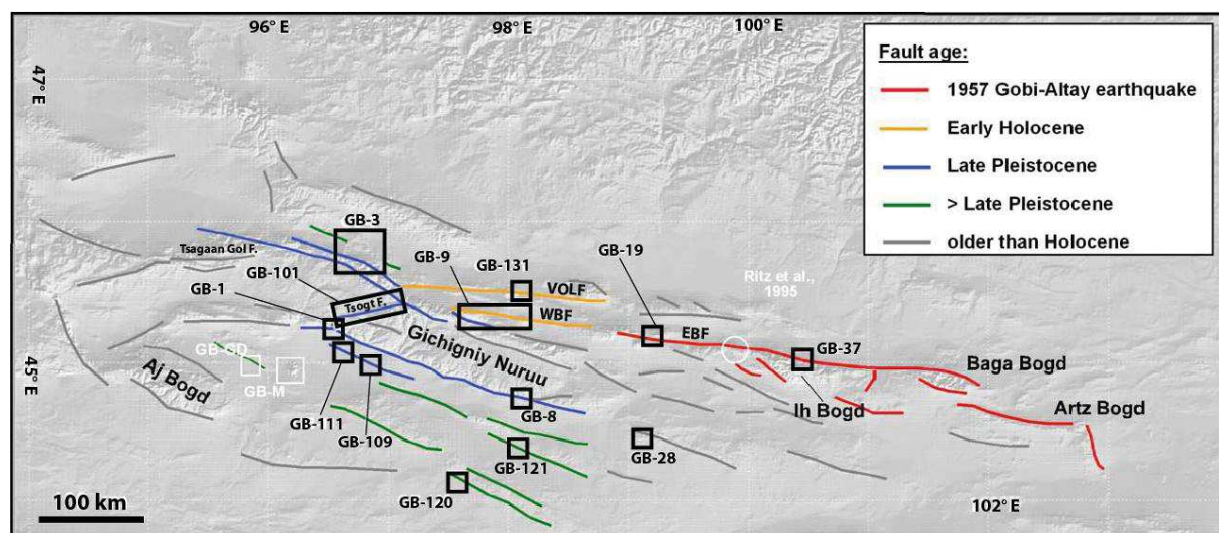 96° E
98° E
100° E
47° E
Fault age:
1957 Gobi-Altay earthquake
Early Holocene
Late Pleistocene
> Late Pleistocene
older than Holocene
GB-3
Tsagaan Gol F.
GB-101
GB-9
GB-131
GB-19
Ritz et al.,
1995
GB-1
Tsogt F.
VOLF
WBF
EBF
GB-37
Gichigniy Nuruu
45° E
GB-CD
GB-M
Aj Bogd
Baga Bogd
Ih Bogd
Artz Bogd
GB-111
GB-109
GB-8
GB-121
GB-28
GB-120
100 km
102° E